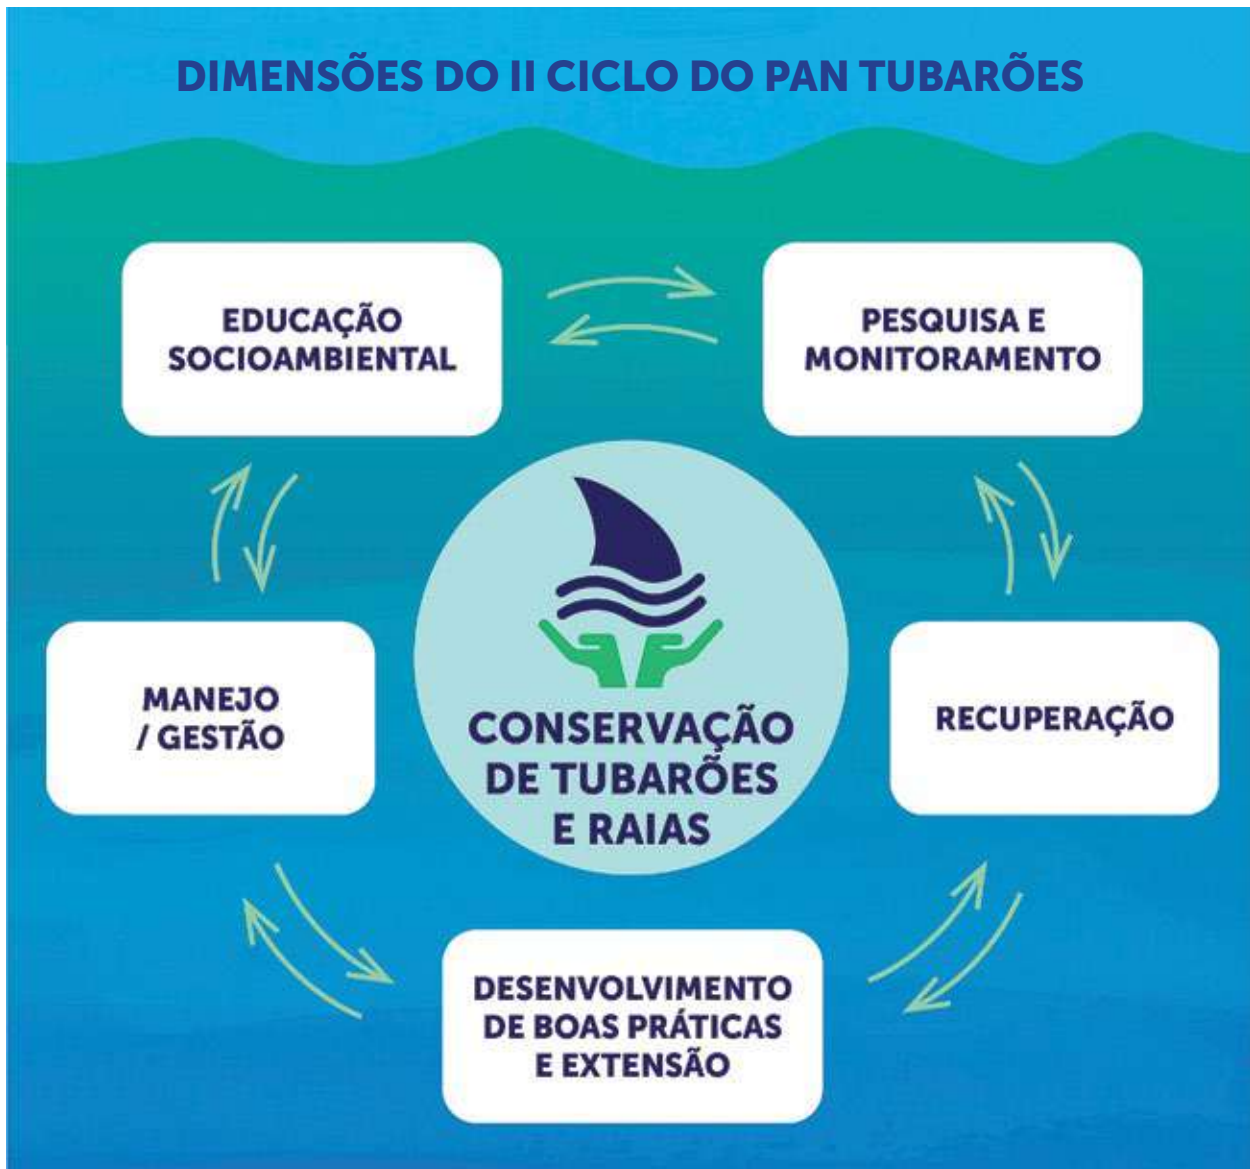 DIMENSÕES DO II CICLO DO PAN TUBARÕES
EDUCAÇÃO
SOCIOAMBIENTAL
PESQUISA E
MONITORAMENTO
MANEJO
/ GESTÃO
CONSERVAÇÃO
DE TUBARÕES
E RAIAS
RECUPERAÇÃO
DESENVOLVIMENTO
DE BOAS PRÁTICAS
E EXTENSÃO